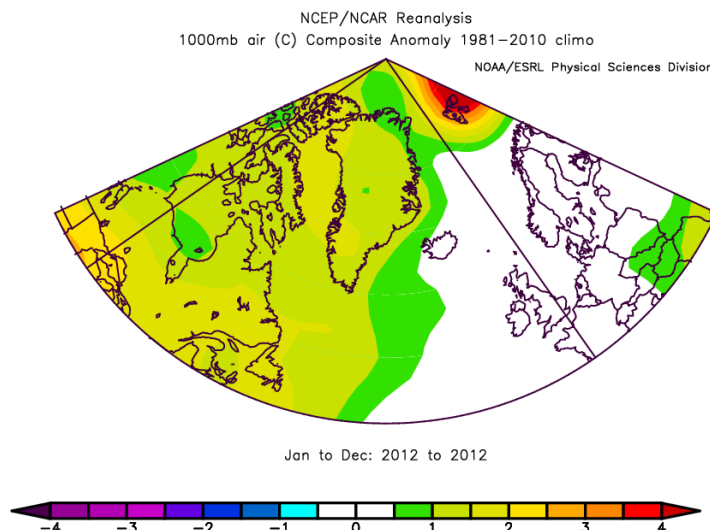 NCEP/NCAR Reanalysis
1000mb air (C) Composite Anomaly 1981-2010 climo
NOAA/ESRL Physical Sciences Division
Jan to Dec: 2012 to 2012
-4 -3 -2 -1 0 1 2 3 4